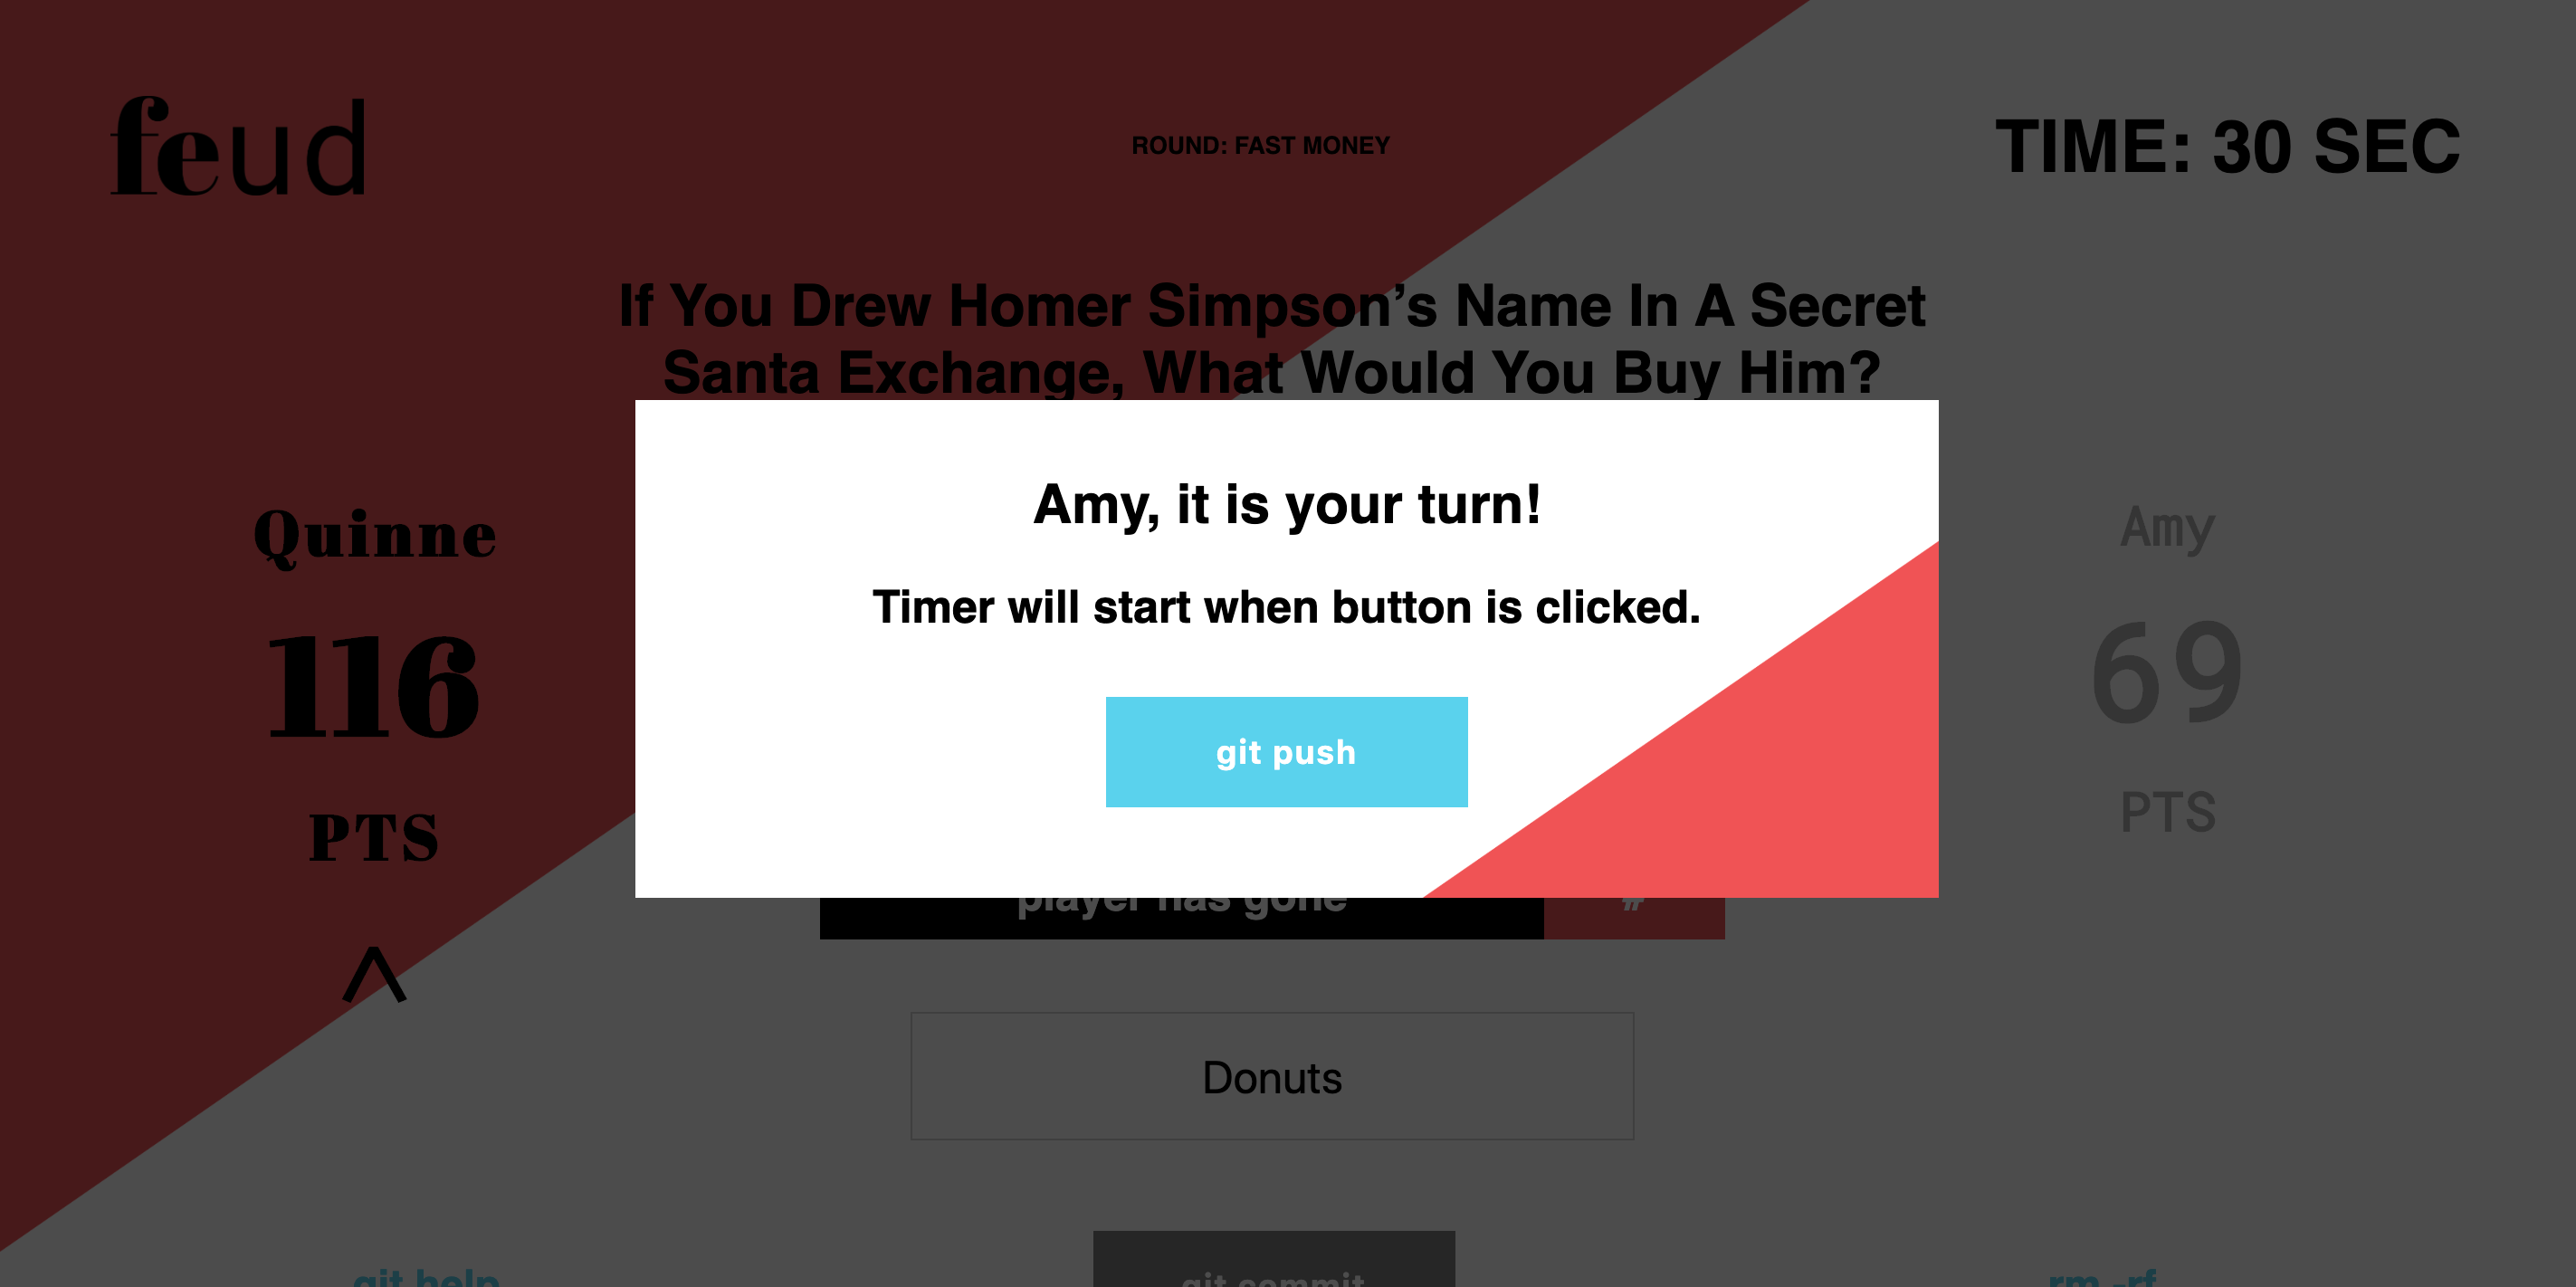 feud
ROUND: FAST MONEY
TIME: 30 SEC
If You Drew Homer Simpson’s Name In A Secret
Santa Exchange, What Would You Buy Him?
Amy, it is your turn!
Timer will start when button is clicked.
git push
Quinne
116
PTS
Amy
69
PTS
player has gone #
Donuts
git help
git commit
rm -rf